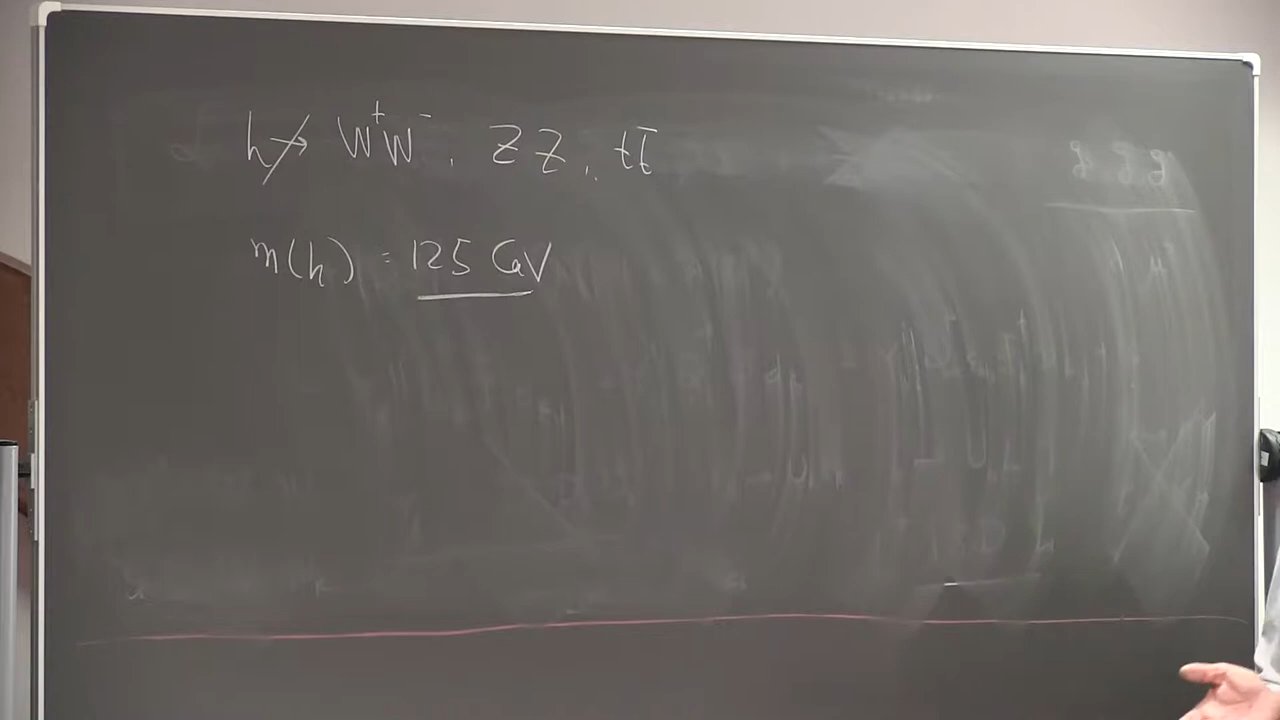 h ↛ W⁺W⁻, ZZ, tt̄
m(h) = 125 GeV